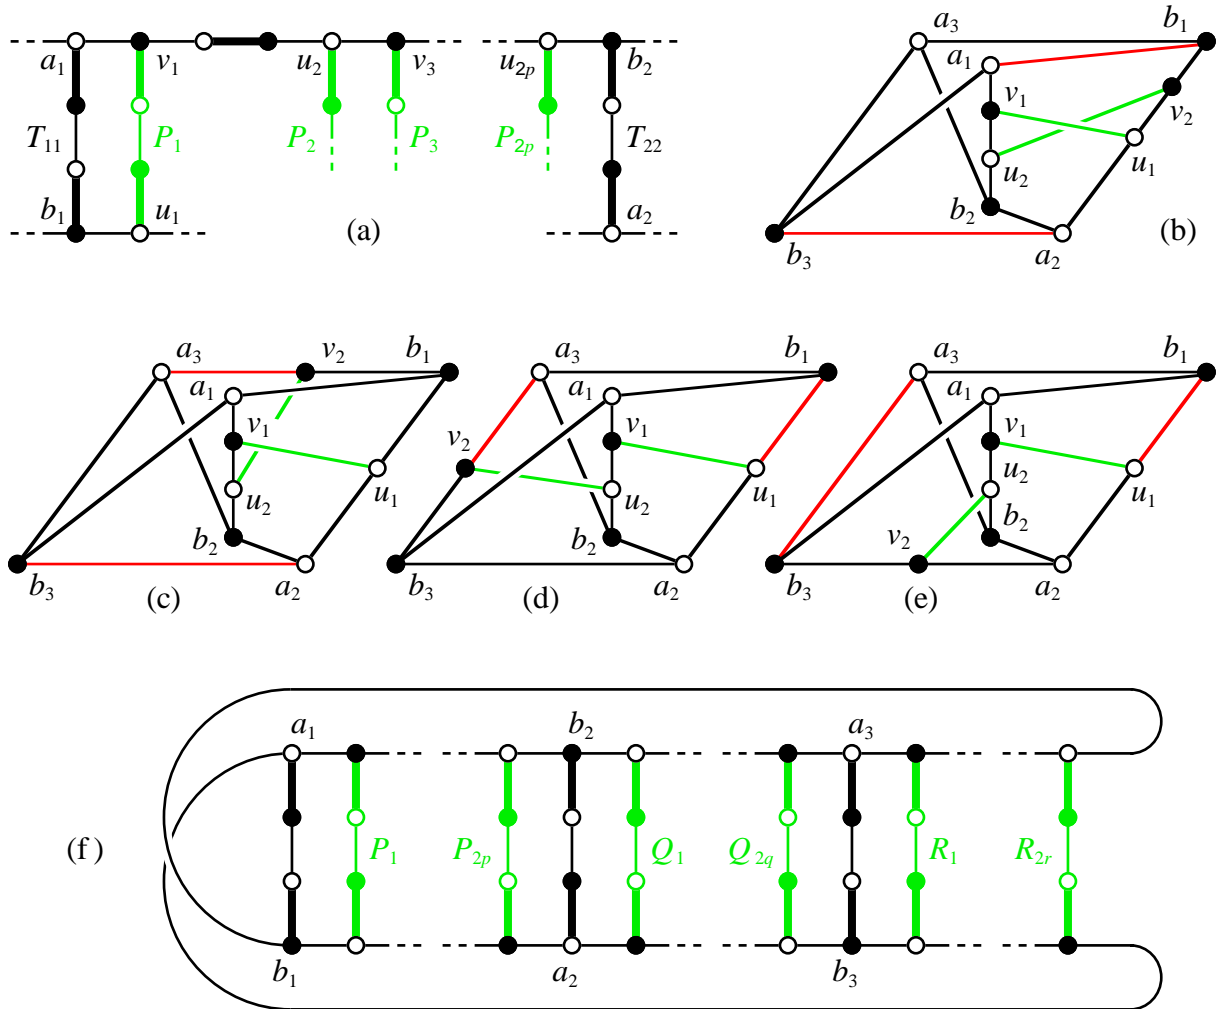 a₁ v₁ u₂ v₃ u₂ₚ b₂
T₁₁ P₁ P₂ P₃ P₂ₚ T₂₂
b₁ u₁ (a) a₂
a₃ b₁
a₁
v₁ v₂
u₂ u₁
b₂
b₃ a₂ (b)
a₃ v₂ b₁
a₁
v₁
u₂ u₁
b₂
b₃ (c) a₂
a₃ b₁
a₁
v₂ v₁
u₂ u₁
b₂
b₃ (d) a₂
a₃ b₁
a₁
v₁
u₂ u₁
v₂ b₂
b₃ (e) a₂
a₁ b₂ a₃
(f ) P₁ P₂ₚ Q₁ Q₂q R₁ R₂ᵣ
b₁ a₂ b₃